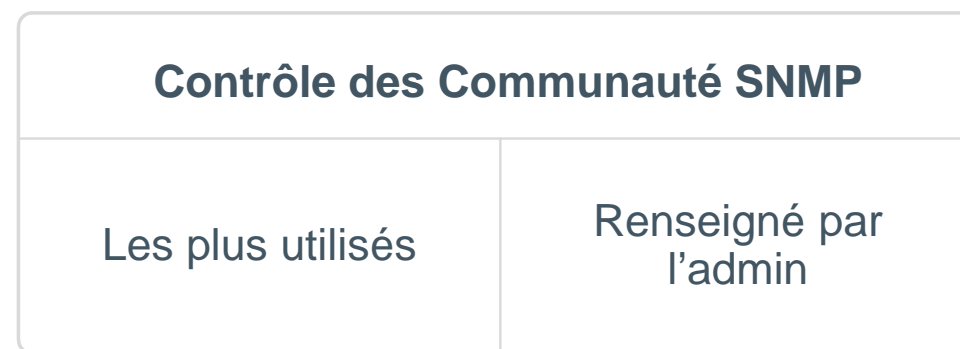 Contrôle des Communauté SNMP
Les plus utilisés
Renseigné par
l’admin